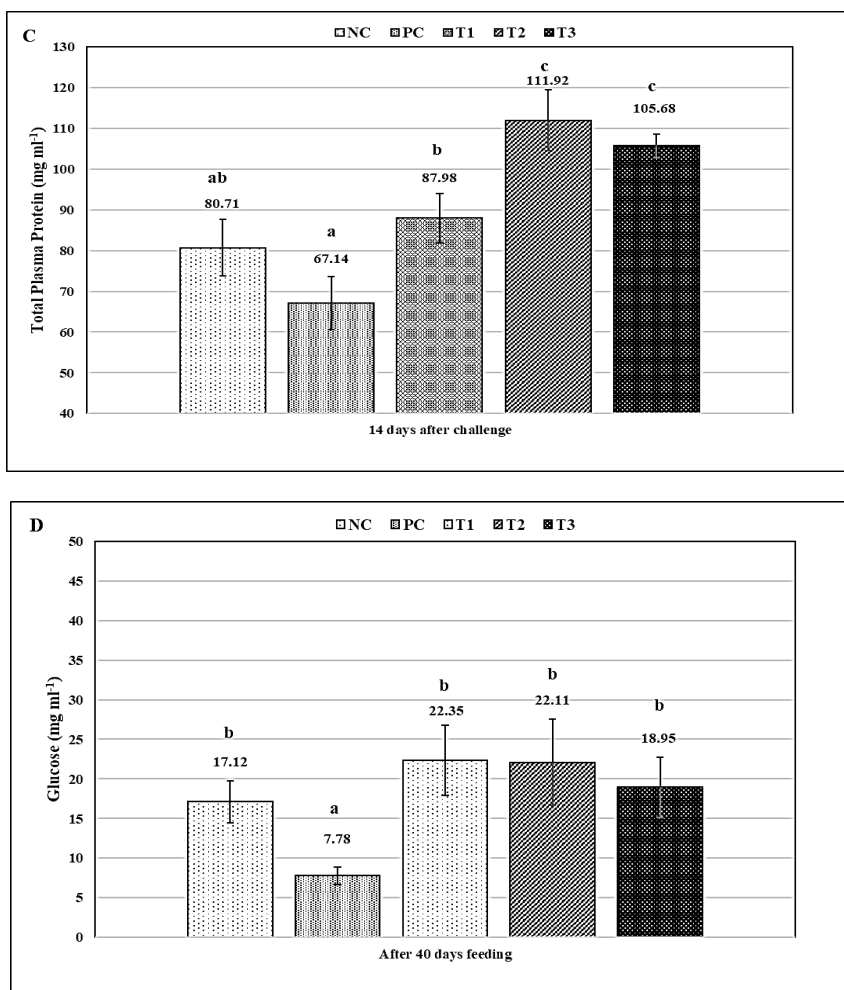 C
NC PC T1 T2 T3
130
120
110
100
90
80
70
60
50
40
Total Plasma Protein (mg ml-1)
ab
80.71
a
67.14
b
87.98
c
111.92
c
105.68
14 days after challenge
D
NC PC T1 T2 T3
50
45
40
35
30
25
20
15
10
5
0
Glucose (mg ml-1)
b
17.12
a
7.78
b
22.35
b
22.11
b
18.95
After 40 days feeding